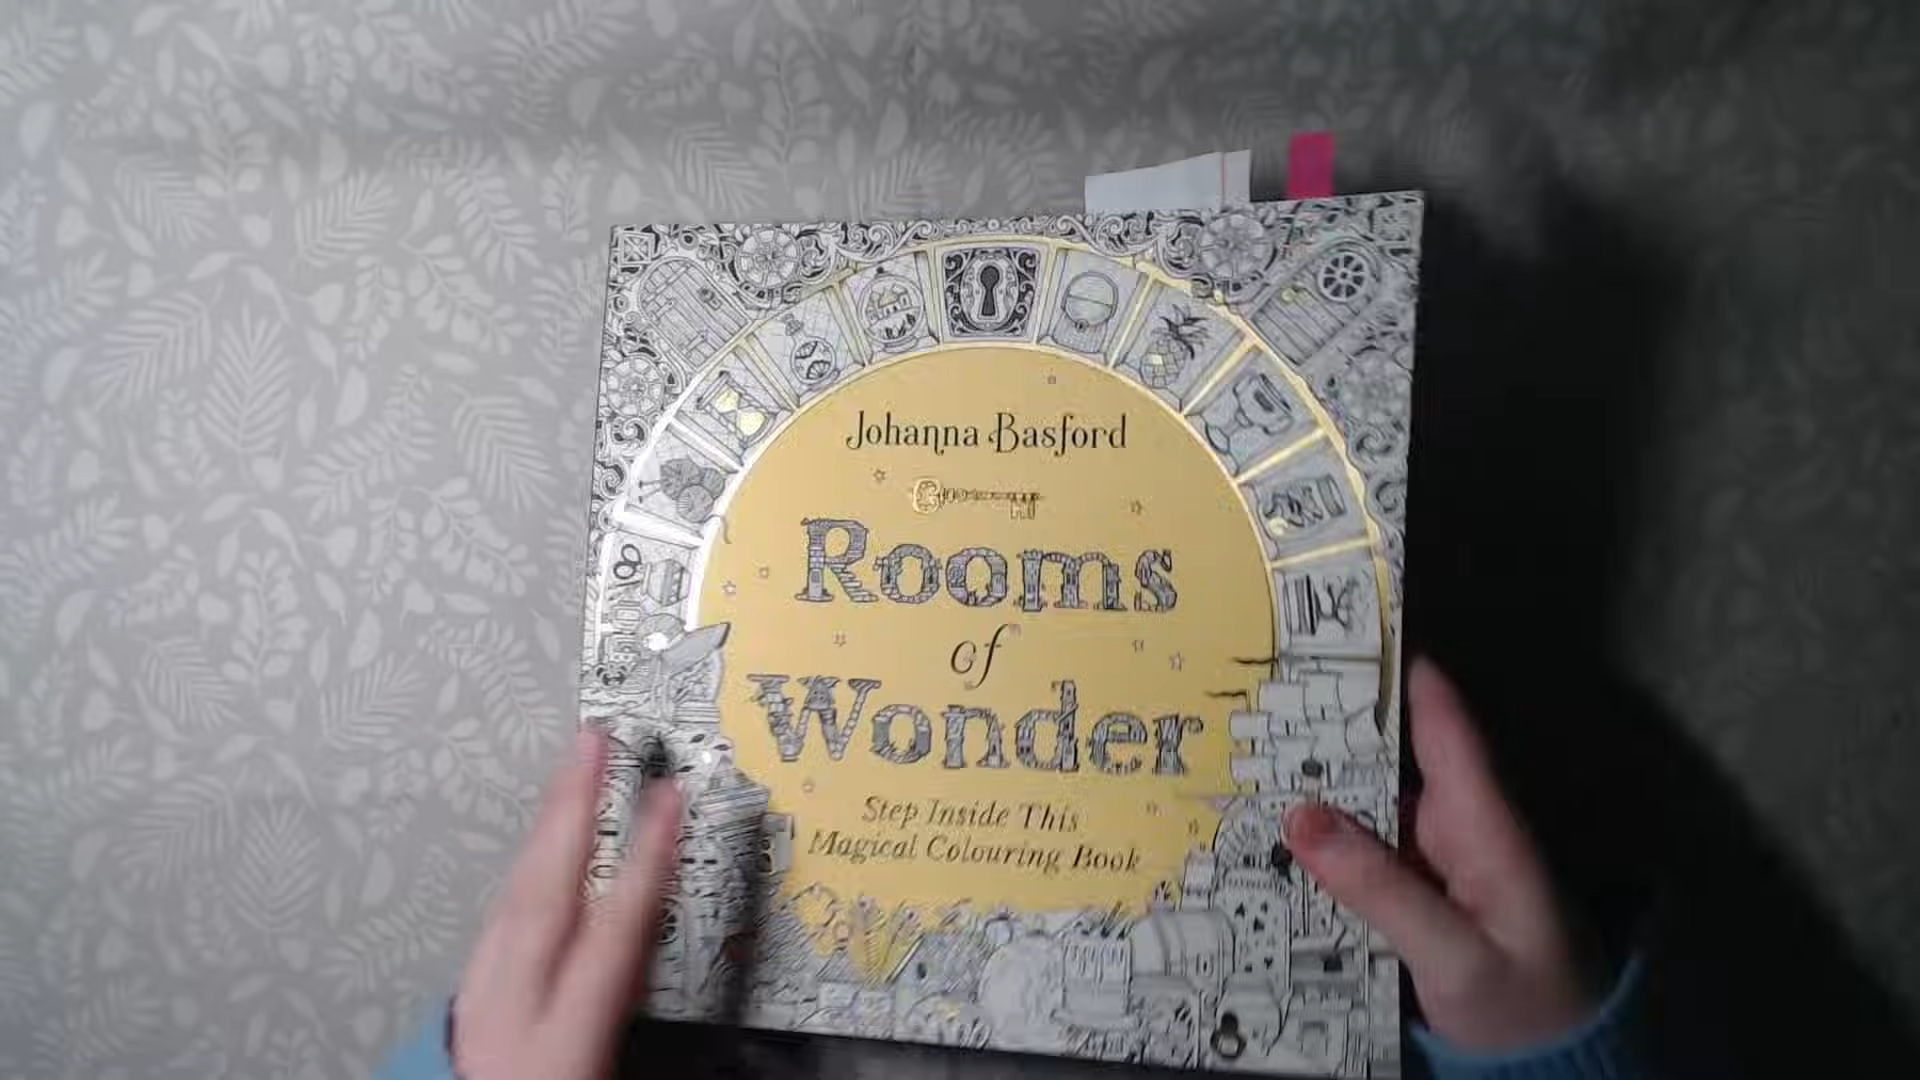 Johanna Basford
Rooms
of
Wonder
Step Inside This
Magical Colouring Book